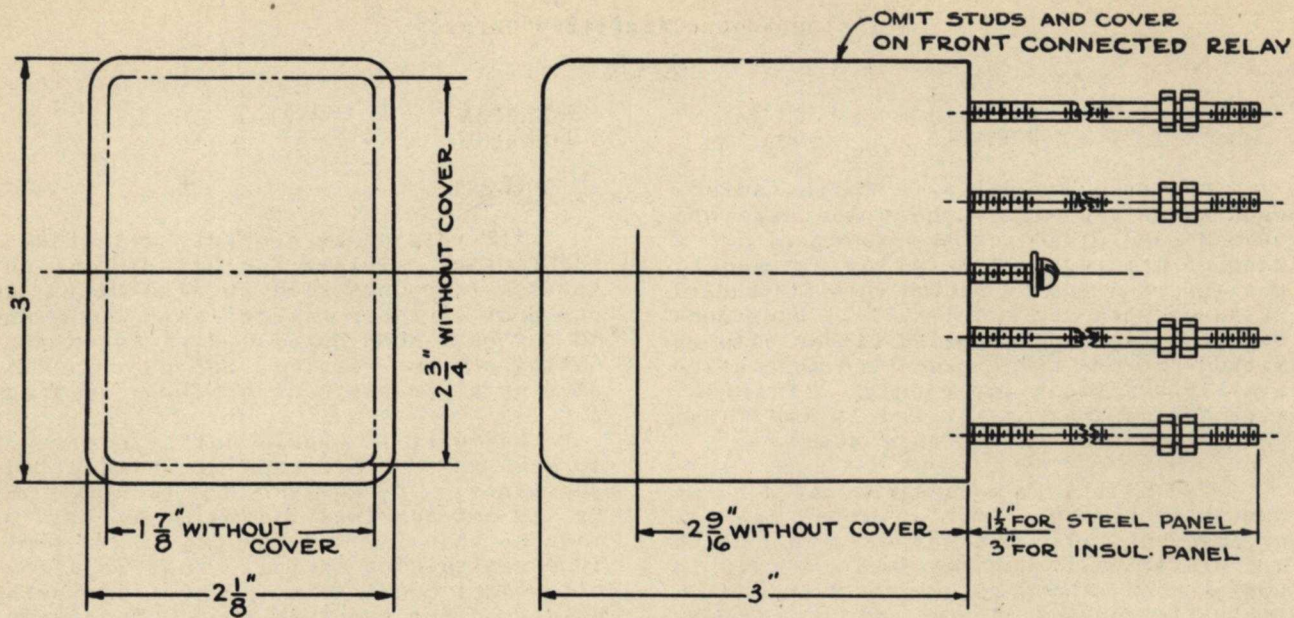 OMIT STUDS AND COVER
ON FRONT CONNECTED RELAY
3"
2 3/4" WITHOUT COVER
1 7/8" WITHOUT
COVER
2 1/8"
2 9/16" WITHOUT COVER
3"
1 1/2" FOR STEEL PANEL
3" FOR INSUL. PANEL